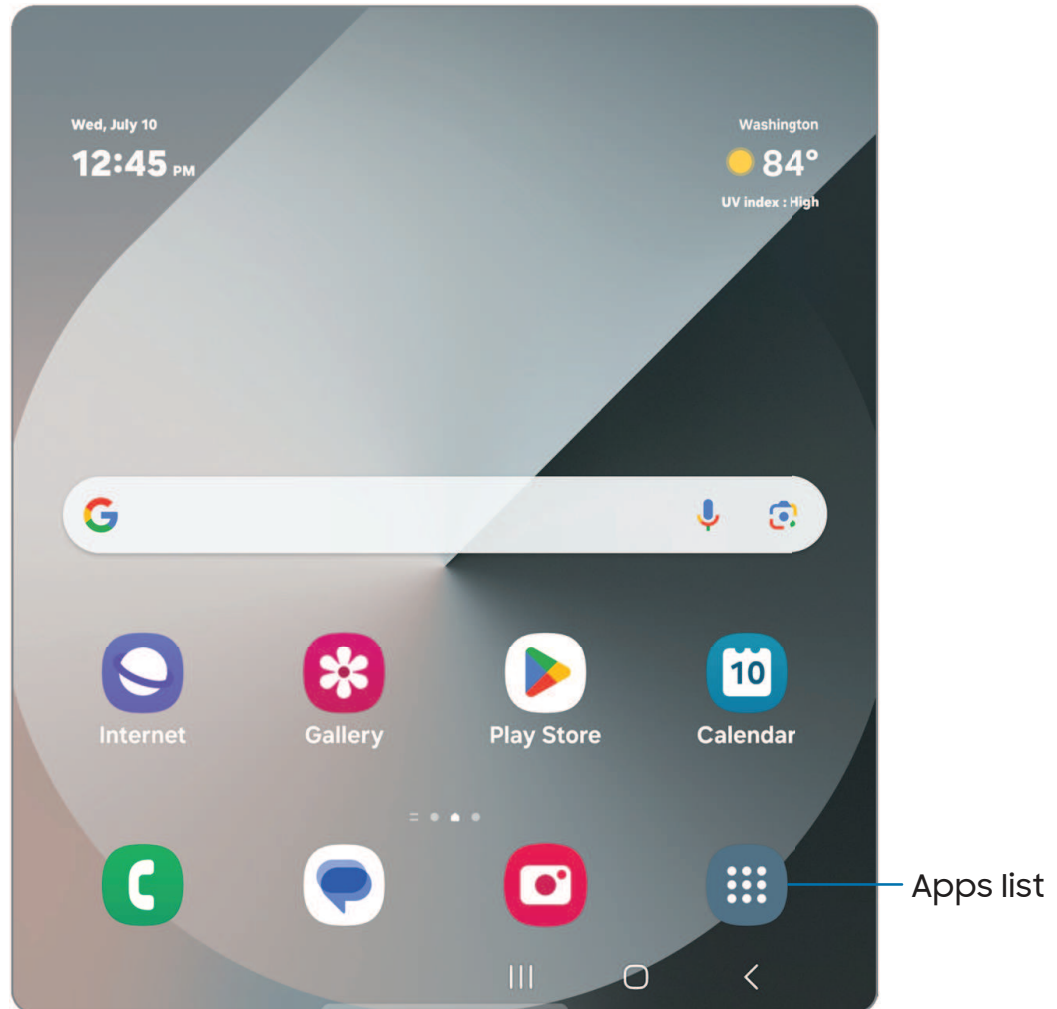 Wed, July 10
Washington
12:45 PM
84°
UV index : High
G
Internet
Gallery
Play Store
10
Calendar
Apps list